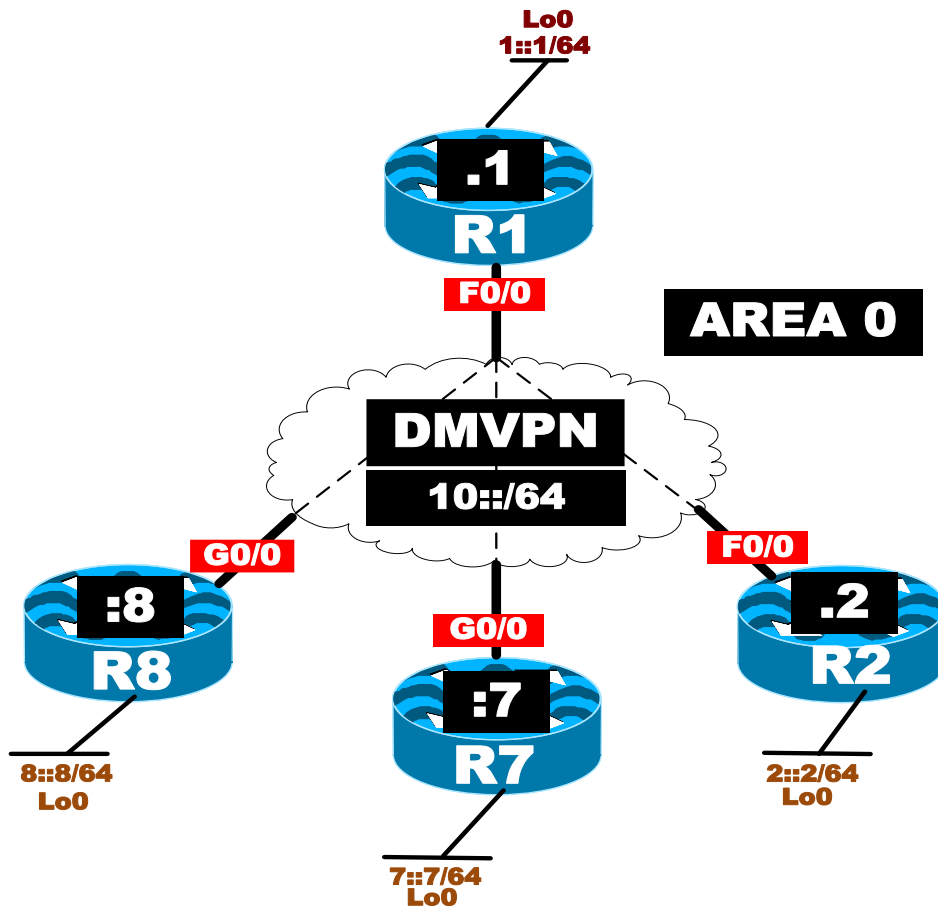 Lo0
1::1/64
.1
R1
F0/0
AREA 0
DMVPN
10::/64
G0/0
F0/0
:8
R8
G0/0
.2
R2
:7
R7
8::8/64
Lo0
2::2/64
Lo0
7::7/64
Lo0